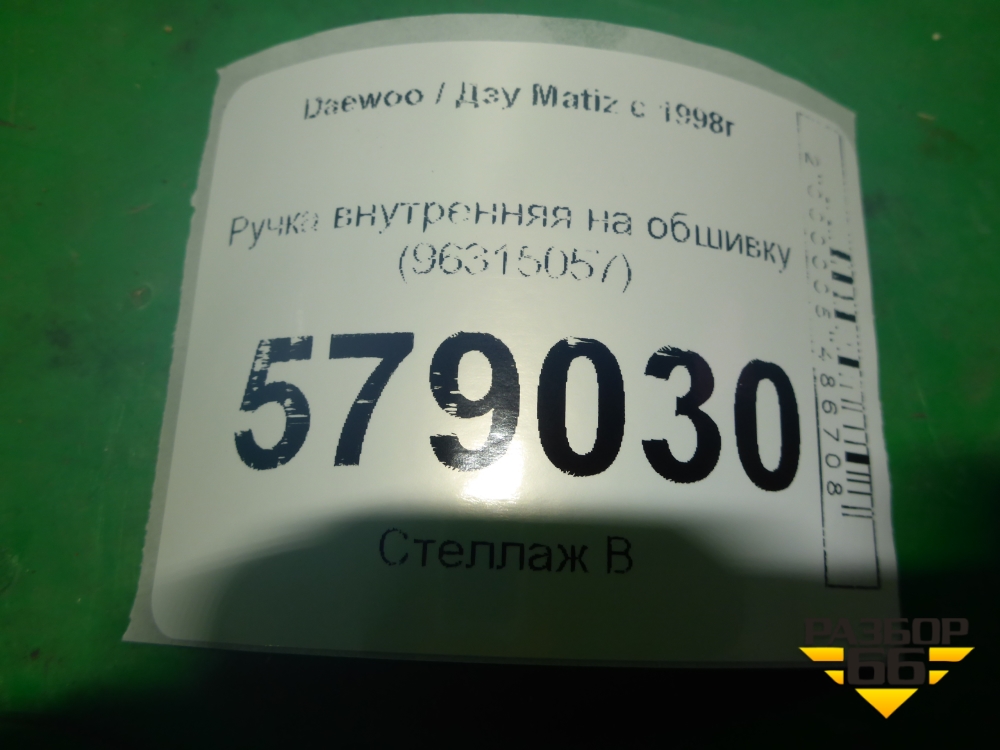 Daewoo / Дэу Matiz с 1998г
Ручка внутренняя на обшивку
(96315057)
579030
Стеллаж В
РАЗБОР
66